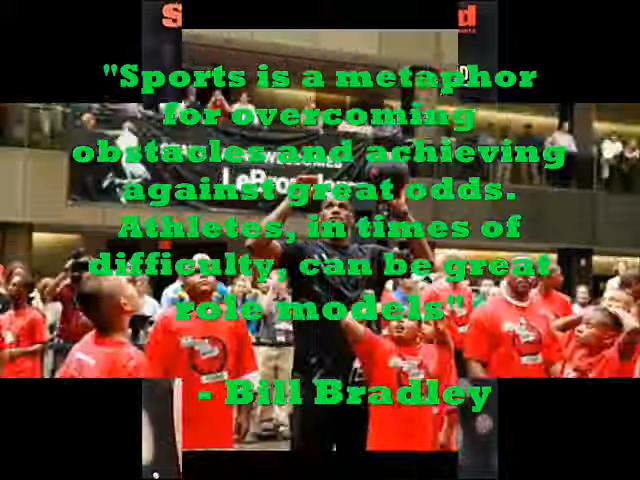 "Sports is a metaphor
for overcoming
obstacles and achieving
against great odds.
Athletes, in times of
difficulty, can be great
role models"
- Bill Bradley